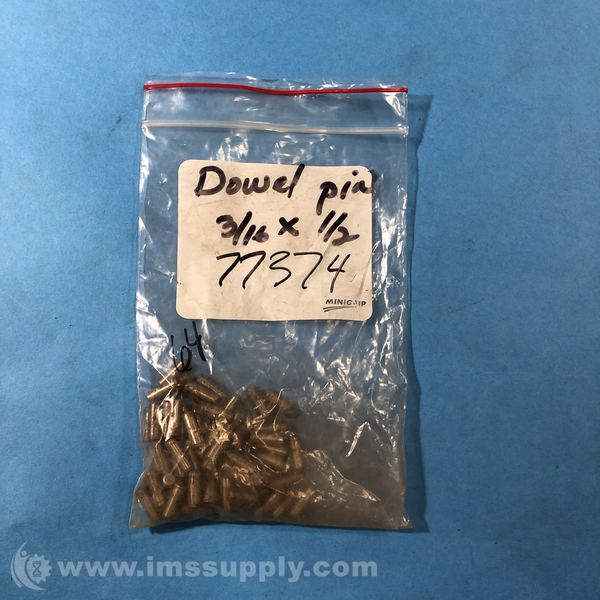 Dowel pin
3/16 x 1/2
77374
MINIGRIP
64
www.imssupply.com